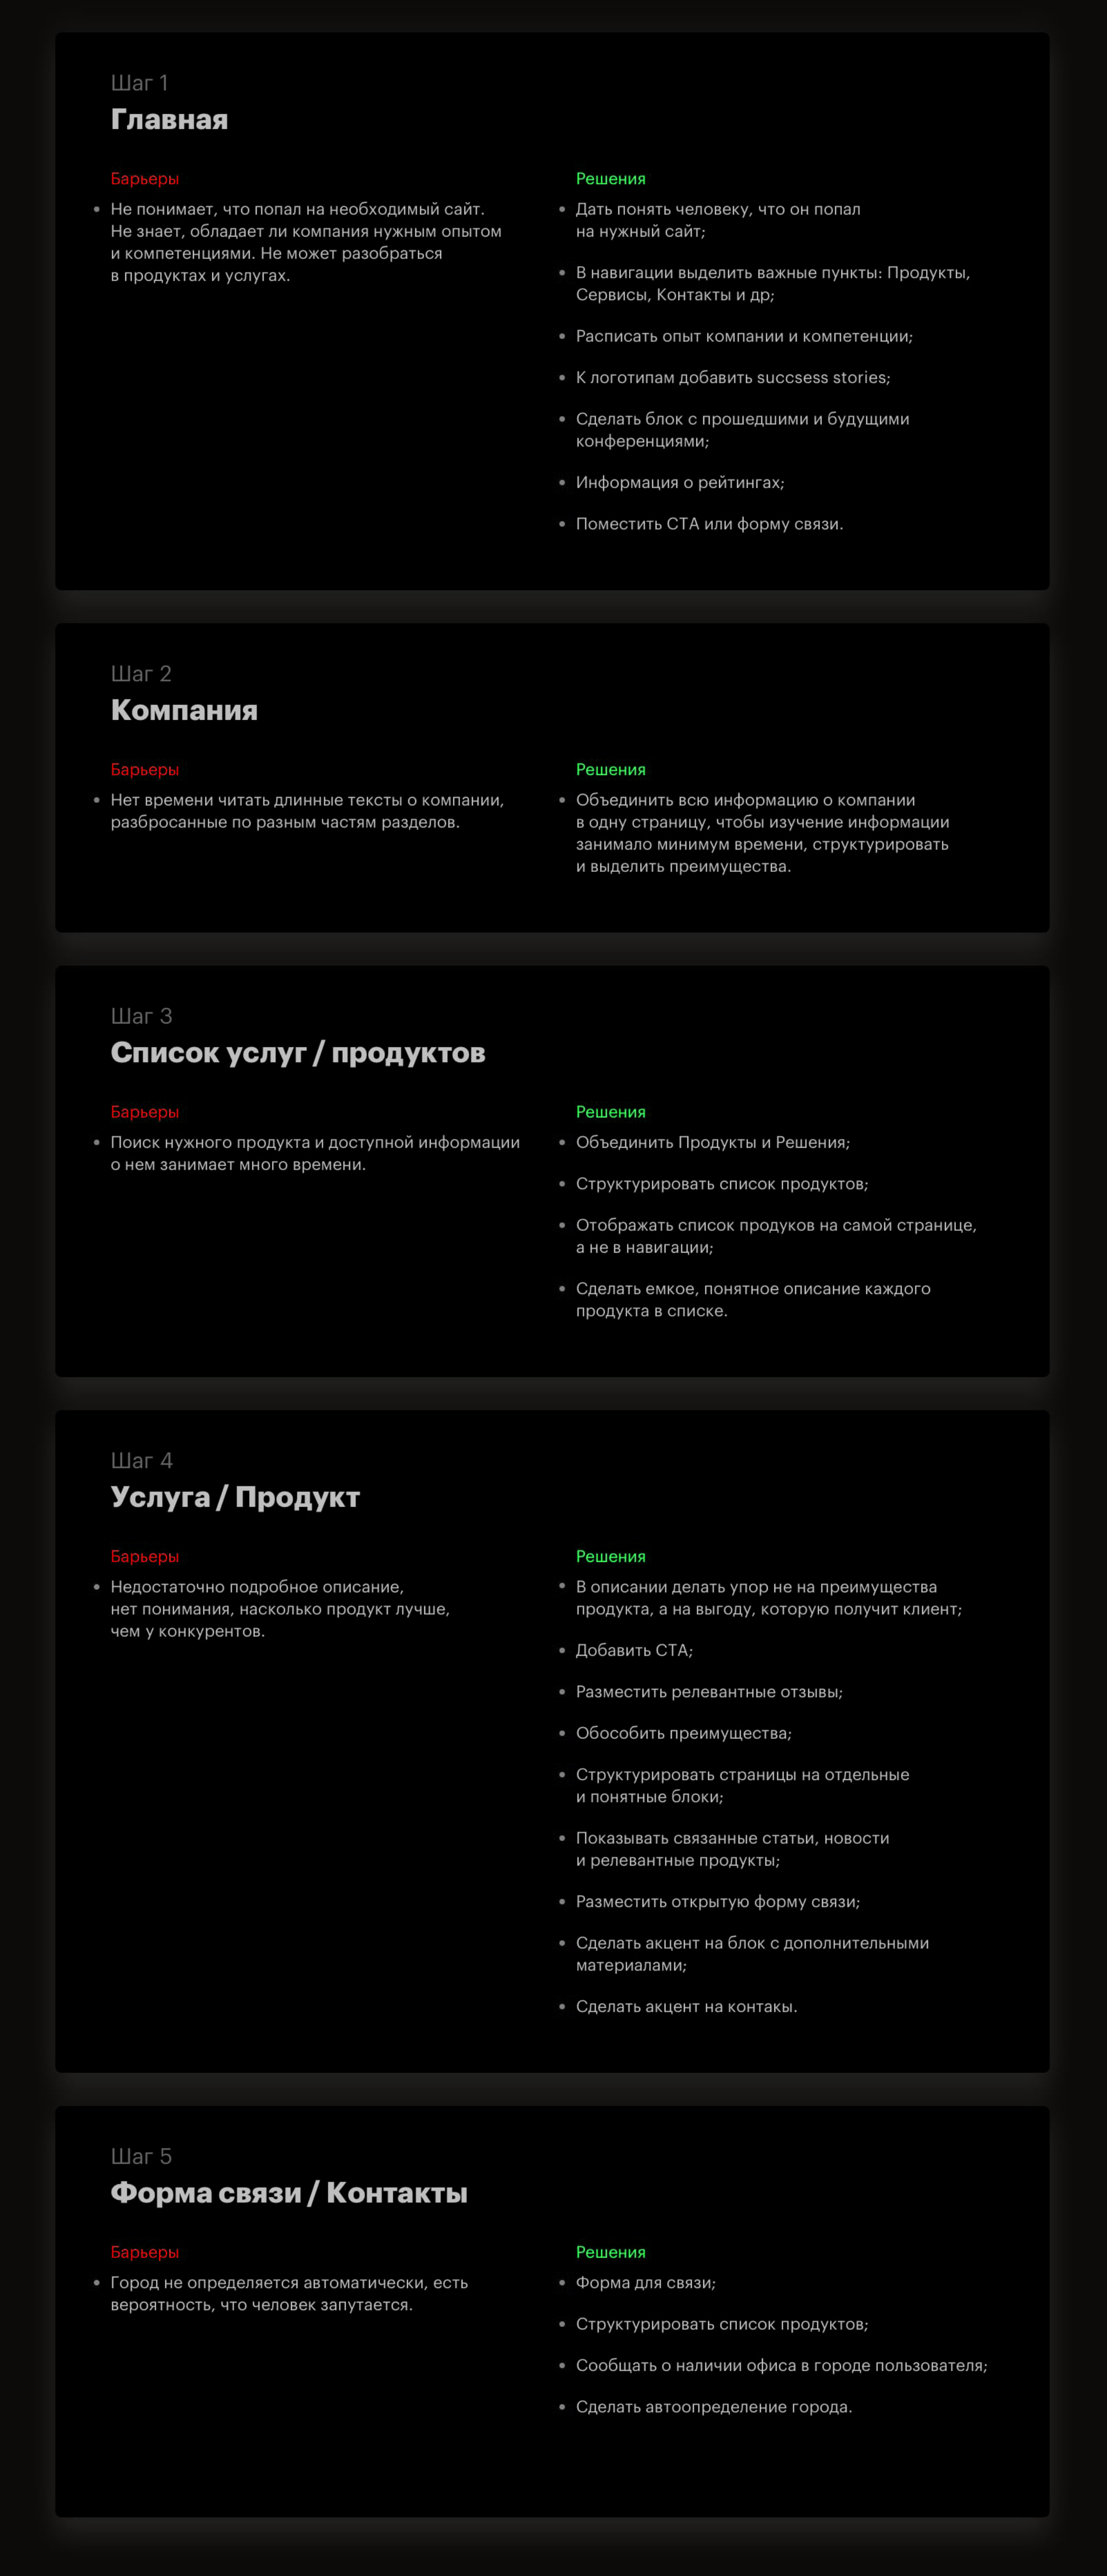 Шаг 1
Главная
Барьеры
Не понимает, что попал на необходимый сайт.
Не знает, обладает ли компания нужным опытом
и компетенциями. Не может разобраться
в продуктах и услугах.
Решения
Дать понять человеку, что он попал
на нужный сайт;
В навигации выделить важные пункты: Продукты,
Сервисы, Контакты и др;
Расписать опыт компании и компетенции;
К логотипам добавить succsess stories;
Сделать блок с прошедшими и будущими
конференциями;
Информация о рейтингах;
Поместить CTA или форму связи.
Шаг 2
Компания
Барьеры
Нет времени читать длинные тексты о компании,
разбросанные по разным частям разделов.
Решения
Объединить всю информацию о компании
в одну страницу, чтобы изучение информации
занимало минимум времени, структурировать
и выделить преимущества.
Шаг 3
Список услуг / продуктов
Барьеры
Поиск нужного продукта и доступной информации
о нем занимает много времени.
Решения
Объединить Продукты и Решения;
Структурировать список продуктов;
Отображать список продуков на самой странице,
а не в навигации;
Сделать емкое, понятное описание каждого
продукта в списке.
Шаг 4
Услуга / Продукт
Барьеры
Недостаточно подробное описание,
нет понимания, насколько продукт лучше,
чем у конкурентов.
Решения
В описании делать упор не на преимущества
продукта, а на выгоду, которую получит клиент;
Добавить CTA;
Разместить релевантные отзывы;
Обособить преимущества;
Структурировать страницы на отдельные
и понятные блоки;
Показывать связанные статьи, новости
и релевантные продукты;
Разместить открытую форму связи;
Сделать акцент на блок с дополнительными
материалами;
Сделать акцент на контакы.
Шаг 5
Форма связи / Контакты
Барьеры
Город не определяется автоматически, есть
вероятность, что человек запутается.
Решения
Форма для связи;
Структурировать список продуктов;
Сообщать о наличии офиса в городе пользователя;
Сделать автоопределение города.